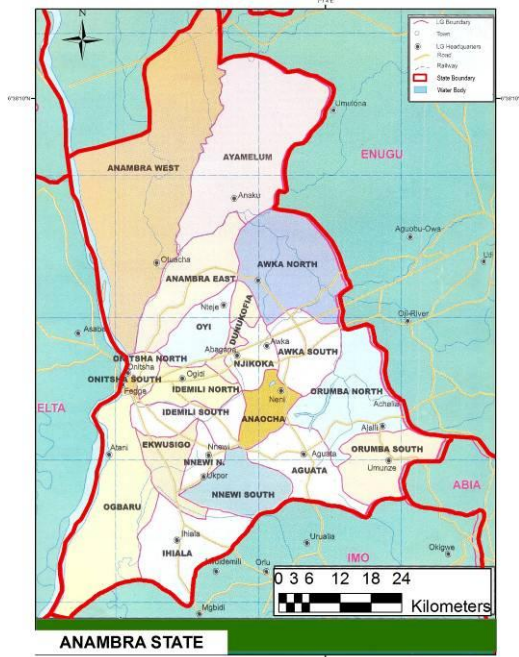 N
LG Boundary
Town
LG Headquarters
Road
Railway
State Boundary
Water Body
Umulona
ENUGU
AYAMELUM
ANAMBRA WEST
Anaku
Aguobu-Owa
Otuocha
AWKA NORTH
ANAMBRA EAST
Udi
Nteje
DUNUKOFIA
Oji-River
OYI
Asaba
Abagana
Awka
AWKA SOUTH
NJIKOKA
ONITSHA NORTH
Onitsha
ONITSHA SOUTH
Ogidi
Fegge
IDEMILI NORTH
Neni
ORUMBA NORTH
ELTA
IDEMILI SOUTH
ANAOCHA
Achalla
Ajalli
EKWUSIGO
Atani
Nnewi
NNEWI N.
Aguata
ORUMBA SOUTH
Umunze
AGUATA
Ukpor
ABIA
NNEWI SOUTH
OGBARU
Ihiala
IHIALA
Urualla
IMO
Okigwe
Orlu
0 3 6 12 18 24
Kilometers
Mgbidi
ANAMBRA STATE